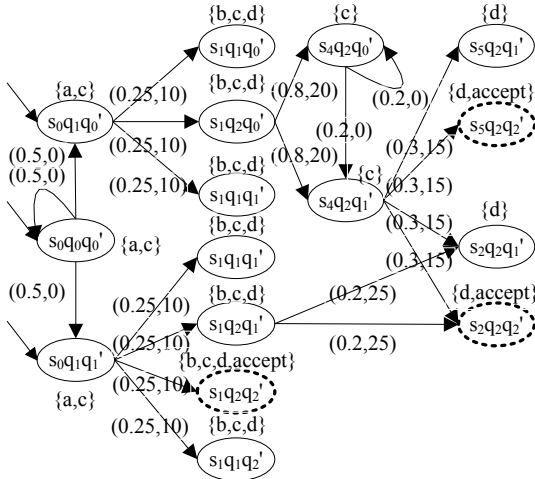 {b,c,d} {c} {d}
s1q1q0' s4q2q0' s5q2q1'
{a,c} (0.25,10) {b,c,d} (0.8,20) (0.2,0) {d,accept}
s0q1q0' s1q2q0' (0.2,0) s5q2q2'
(0.5,0) (0.25,10) (0.8,20)
(0.5,0) (0.25,10) {b,c,d} {c} (0.3,15)
s1q1q1' s4q2q1' (0.3,15)
{b,c,d} (0.3,15) {d}
s0q0q0' {a,c} s1q1q1' s2q2q1'
(0.5,0) (0.25,10) {b,c,d} (0.2,25) (0.3,15) {d,accept}
s1q2q1' s2q2q2'
s0q1q1' (0.25,10) (0.2,25)
{a,c} {b,c,d,accept}
(0.25,10) s1q2q2'
(0.25,10) {b,c,d}
s1q1q2'